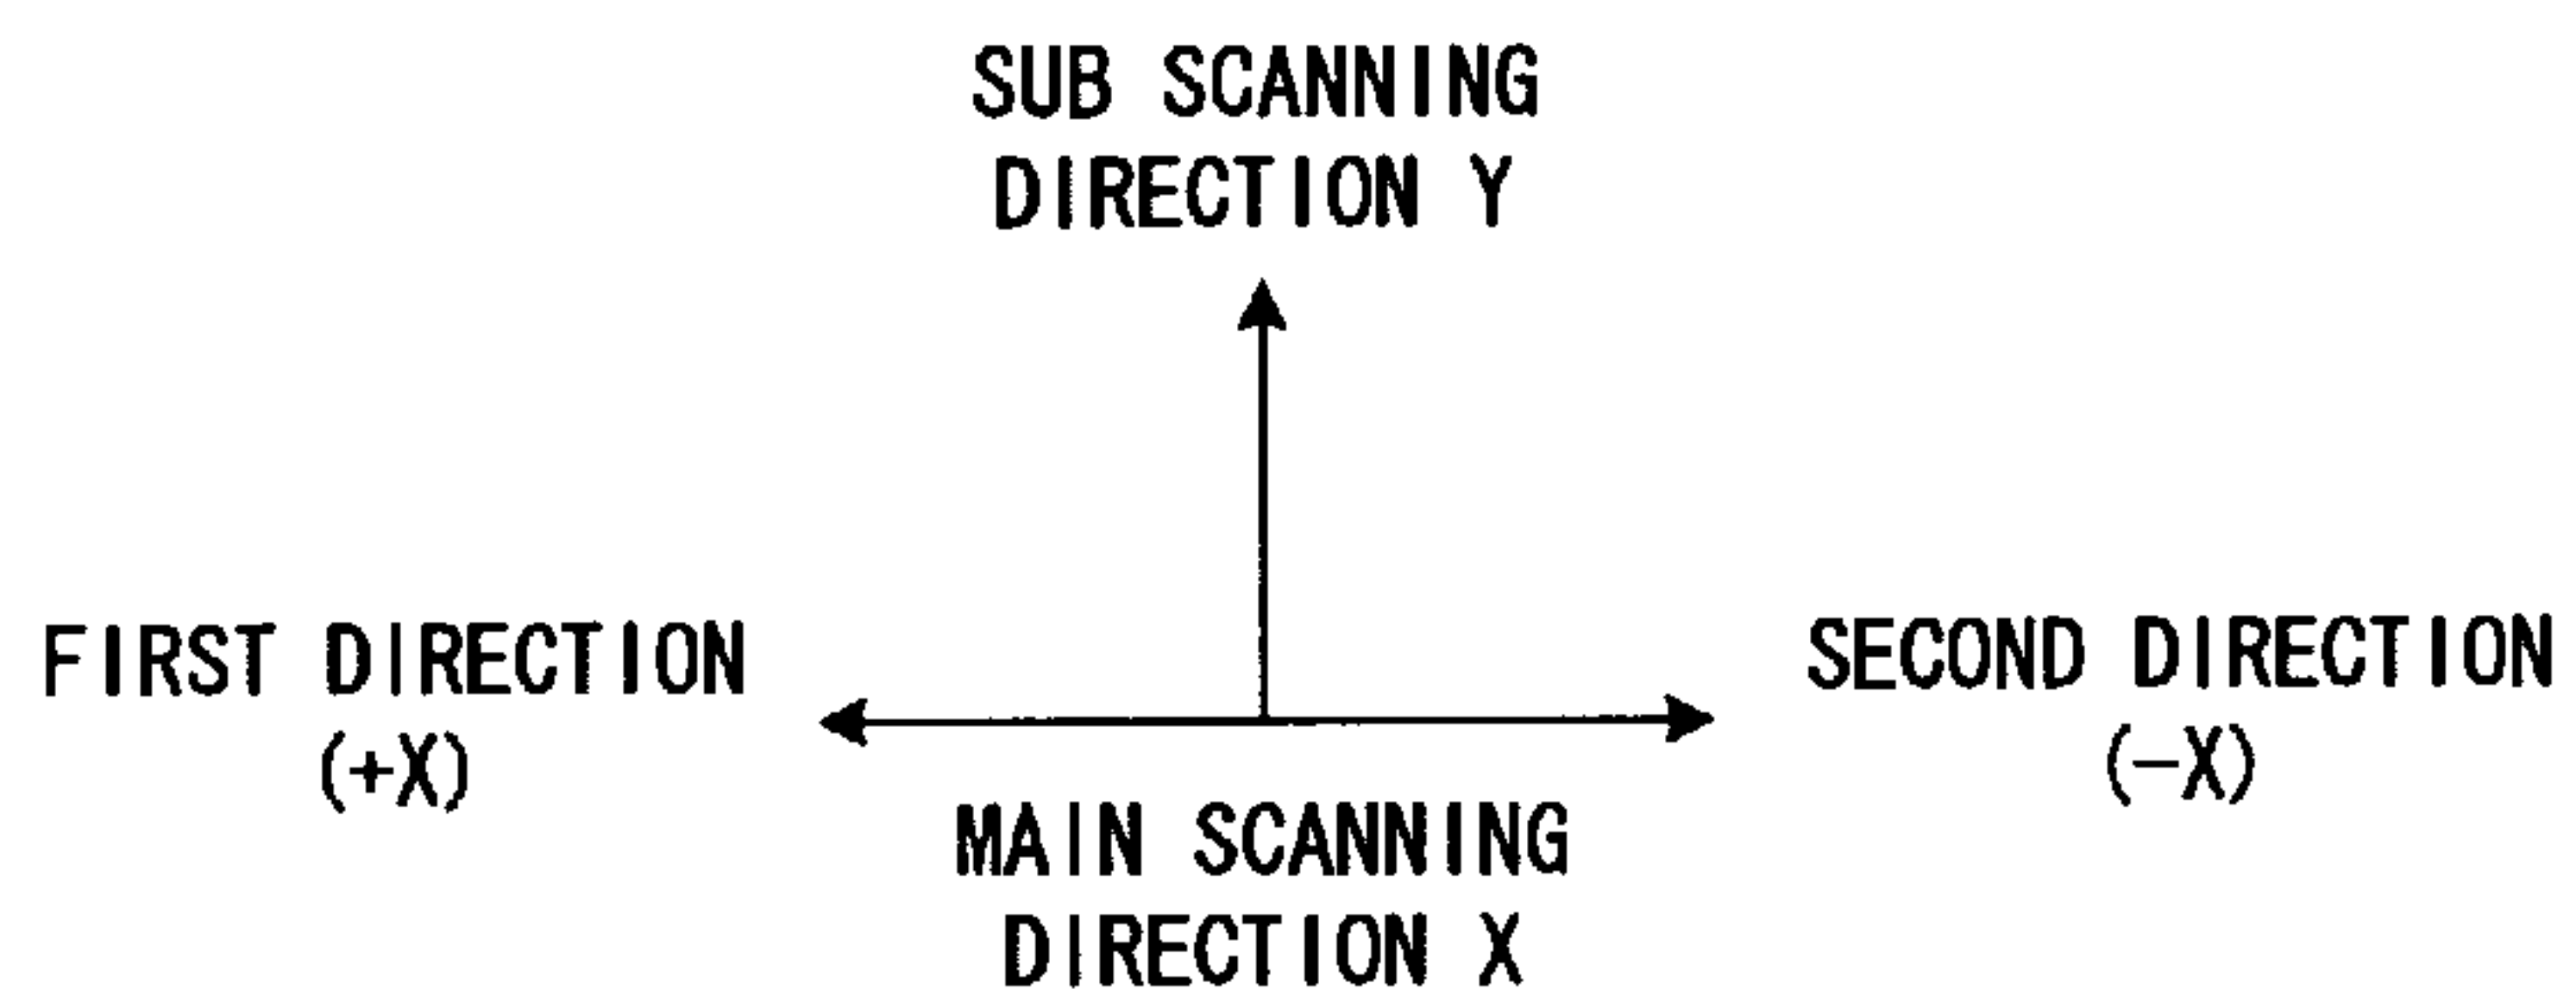 SUB SCANNING
DIRECTION Y
FIRST DIRECTION
(+X)
SECOND DIRECTION
(-X)
MAIN SCANNING
DIRECTION X